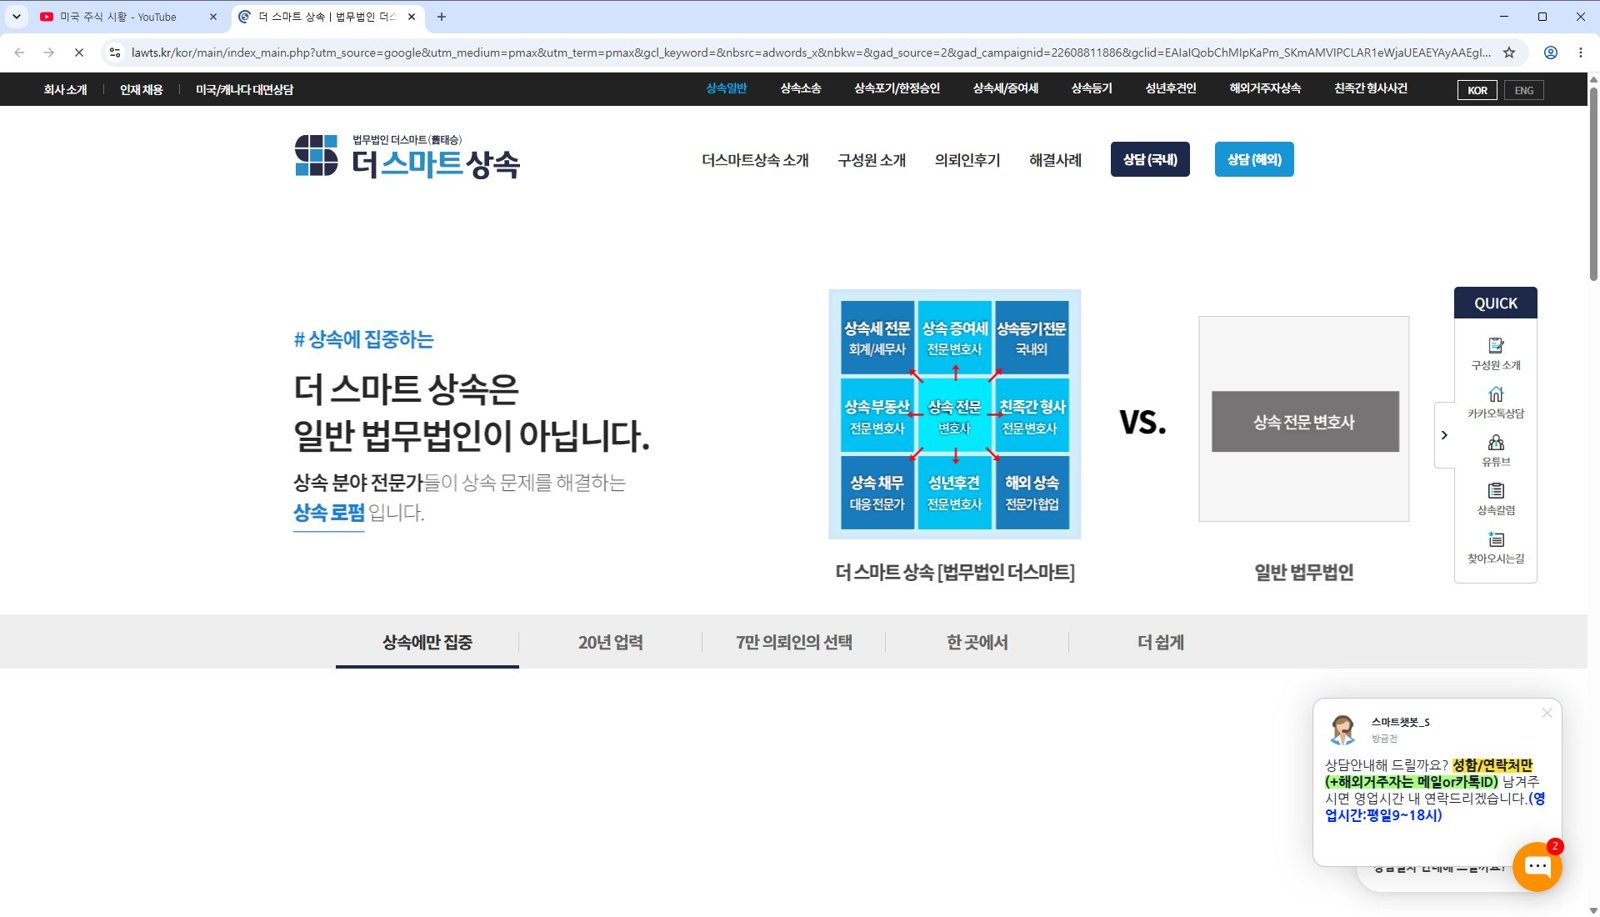 미국 주식 시황 - YouTube
더 스마트 상속 | 법무법인 더스
lawts.kr/kor/main/index_main.php?utm_source=google&utm_medium=pmax&utm_term=pmax&gcl_keyword=&nbsrc=adwords_x&nbkw=&gad_source=2&gad_campaignid=22608811886&gclid=EAIaIQobChMIpKaPm_SKmAMVIPCLAR1eWjaUEAEYAyAAEgI...
회사 소개
인재 채용
미국/캐나다 대면상담
상속일반
상속소송
상속포기/한정승인
상속세/증여세
상속등기
성년후견인
해외거주자상속
친족간 형사사건
KOR
ENG
법무법인 더스마트(舊태승)
더 스마트 상속
더스마트상속 소개
구성원 소개
의뢰인후기
해결사례
상담 (국내)
상담 (해외)
# 상속에 집중하는
더 스마트 상속은
일반 법무법인이 아닙니다.
상속 분야 전문가들이 상속 문제를 해결하는
상속 로펌 입니다.
상속세 전문
회계/세무사
상속 증여세
전문 변호사
상속등기 전문
국내외
상속 부동산
전문 변호사
상속 전문
변호사
친족간 형사
전문 변호사
상속 채무
대응 전문가
성년후견
전문 변호사
해외 상속
전문가 협업
더 스마트 상속 [법무법인 더스마트]
VS.
상속 전문 변호사
일반 법무법인
QUICK
구성원 소개
카카오톡상담
유튜브
상속칼럼
찾아오시는길
상속에만 집중
20년 업력
7만 의뢰인의 선택
한 곳에서
더 쉽게
스마트챗봇_S
방금전
상담안내해 드릴까요? 성함/연락처만
(+해외거주자는 메일or카톡ID) 남겨주
시면 영업시간 내 연락드리겠습니다.(영
업시간:평일9~18시)
2